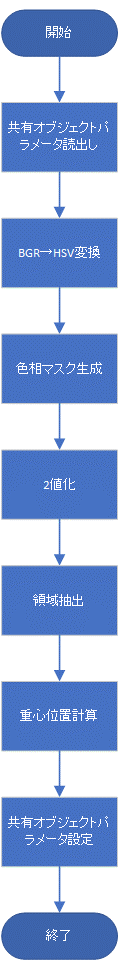 開始
共有オブジェクトパ
ラメータ読出し
BGR→HSV変換
色相マスク生成
2値化
領域抽出
重心位置計算
共有オブジェクトパ
ラメータ設定
終了